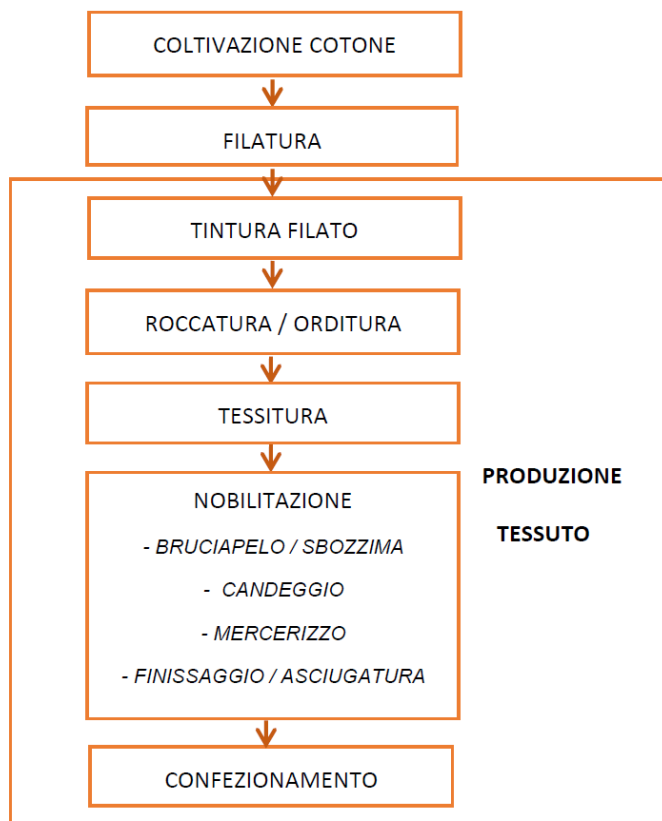 COLTIVAZIONE COTONE
FILATURA
TINTURA FILATO
ROCCATURA / ORDITURA
TESSITURA
NOBILITAZIONE
- BRUCIAPELO / SBOZZIMA
- CANDEGGIO
- MERCERIZZO
- FINISSAGGIO / ASCIUGATURA
PRODUZIONE
TESSUTO
CONFEZIONAMENTO